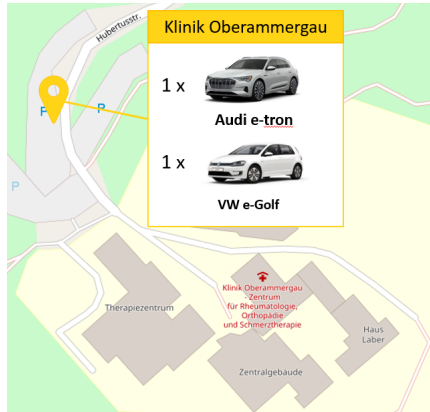 Klinik Oberammergau
Hubertusstr.
1 x
Audi e-tron
1 x
VW e-Golf
P
P
P
Klinik Oberammergau
- Zentrum
für Rheumatologie,
Orthopädie
und Schmerztherapie
Therapiezentrum
Haus
Laber
Zentralgebäude